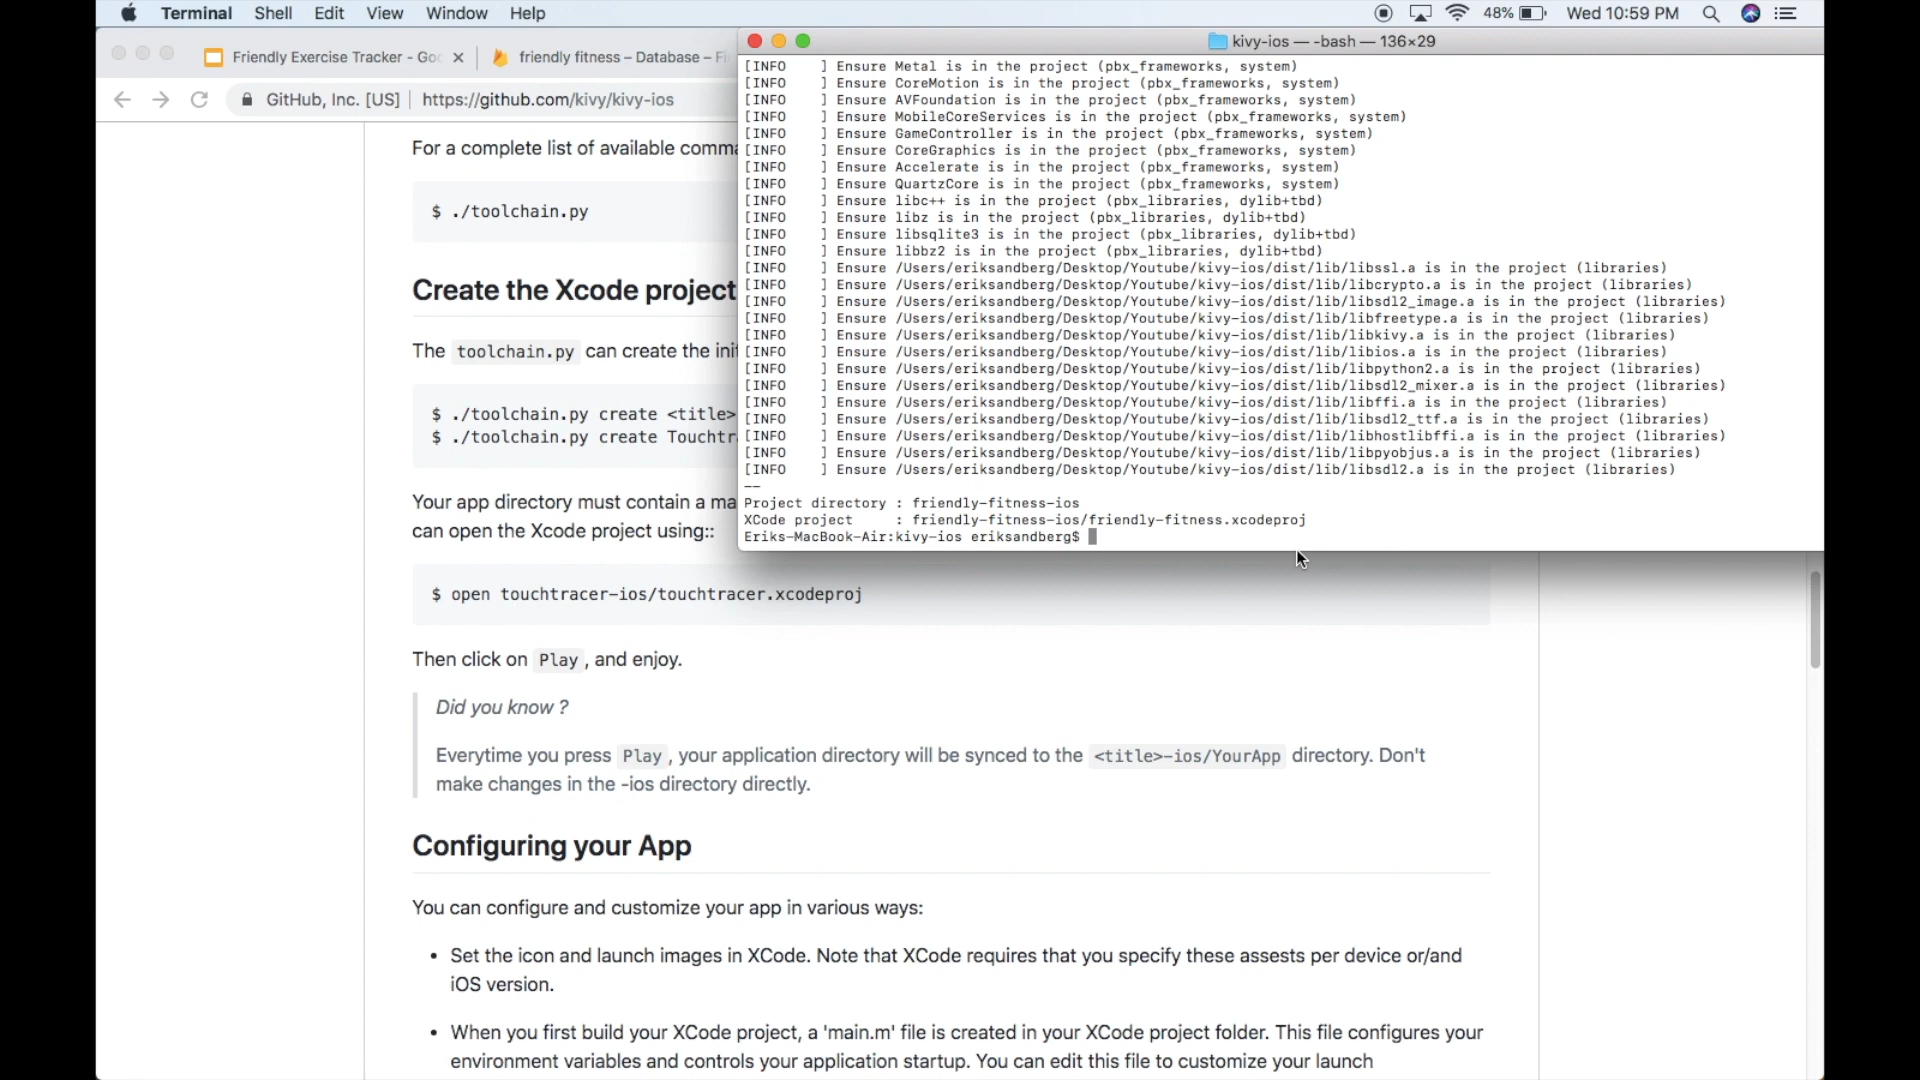 Terminal Shell Edit View Window Help 48% Wed 10:59 PM
Friendly Exercise Tracker - Goo
friendly fitness – Database – Fi
GitHub, Inc. [US] https://github.com/kivy/kivy-ios
For a complete list of available comma
$ ./toolchain.py
Create the Xcode project
The toolchain.py can create the init
$ ./toolchain.py create <title>
$ ./toolchain.py create Touchtr
Your app directory must contain a ma
can open the Xcode project using::
$ open touchtracer-ios/touchtracer.xcodeproj
Then click on Play , and enjoy.
Did you know ?
Everytime you press Play , your application directory will be synced to the <title>-ios/YourApp directory. Don't
make changes in the -ios directory directly.
Configuring your App
You can configure and customize your app in various ways:
• Set the icon and launch images in XCode. Note that XCode requires that you specify these assests per device or/and
iOS version.
• When you first build your XCode project, a 'main.m' file is created in your XCode project folder. This file configures your
environment variables and controls your application startup. You can edit this file to customize your launch
kivy-ios — -bash — 136×29
[INFO    ] Ensure Metal is in the project (pbx_frameworks, system)
[INFO    ] Ensure CoreMotion is in the project (pbx_frameworks, system)
[INFO    ] Ensure AVFoundation is in the project (pbx_frameworks, system)
[INFO    ] Ensure MobileCoreServices is in the project (pbx_frameworks, system)
[INFO    ] Ensure GameController is in the project (pbx_frameworks, system)
[INFO    ] Ensure CoreGraphics is in the project (pbx_frameworks, system)
[INFO    ] Ensure Accelerate is in the project (pbx_frameworks, system)
[INFO    ] Ensure QuartzCore is in the project (pbx_frameworks, system)
[INFO    ] Ensure libc++ is in the project (pbx_libraries, dylib+tbd)
[INFO    ] Ensure libz is in the project (pbx_libraries, dylib+tbd)
[INFO    ] Ensure libsqlite3 is in the project (pbx_libraries, dylib+tbd)
[INFO    ] Ensure libbz2 is in the project (pbx_libraries, dylib+tbd)
[INFO    ] Ensure /Users/eriksandberg/Desktop/Youtube/kivy-ios/dist/lib/libssl.a is in the project (libraries)
[INFO    ] Ensure /Users/eriksandberg/Desktop/Youtube/kivy-ios/dist/lib/libcrypto.a is in the project (libraries)
[INFO    ] Ensure /Users/eriksandberg/Desktop/Youtube/kivy-ios/dist/lib/libsdl2_image.a is in the project (libraries)
[INFO    ] Ensure /Users/eriksandberg/Desktop/Youtube/kivy-ios/dist/lib/libfreetype.a is in the project (libraries)
[INFO    ] Ensure /Users/eriksandberg/Desktop/Youtube/kivy-ios/dist/lib/libkivy.a is in the project (libraries)
[INFO    ] Ensure /Users/eriksandberg/Desktop/Youtube/kivy-ios/dist/lib/libios.a is in the project (libraries)
[INFO    ] Ensure /Users/eriksandberg/Desktop/Youtube/kivy-ios/dist/lib/libpython2.a is in the project (libraries)
[INFO    ] Ensure /Users/eriksandberg/Desktop/Youtube/kivy-ios/dist/lib/libsdl2_mixer.a is in the project (libraries)
[INFO    ] Ensure /Users/eriksandberg/Desktop/Youtube/kivy-ios/dist/lib/libffi.a is in the project (libraries)
[INFO    ] Ensure /Users/eriksandberg/Desktop/Youtube/kivy-ios/dist/lib/libsdl2_ttf.a is in the project (libraries)
[INFO    ] Ensure /Users/eriksandberg/Desktop/Youtube/kivy-ios/dist/lib/libhostlibffi.a is in the project (libraries)
[INFO    ] Ensure /Users/eriksandberg/Desktop/Youtube/kivy-ios/dist/lib/libpyobjus.a is in the project (libraries)
[INFO    ] Ensure /Users/eriksandberg/Desktop/Youtube/kivy-ios/dist/lib/libsdl2.a is in the project (libraries)
--
Project directory : friendly-fitness-ios
XCode project     : friendly-fitness-ios/friendly-fitness.xcodeproj
Eriks-MacBook-Air:kivy-ios eriksandberg$